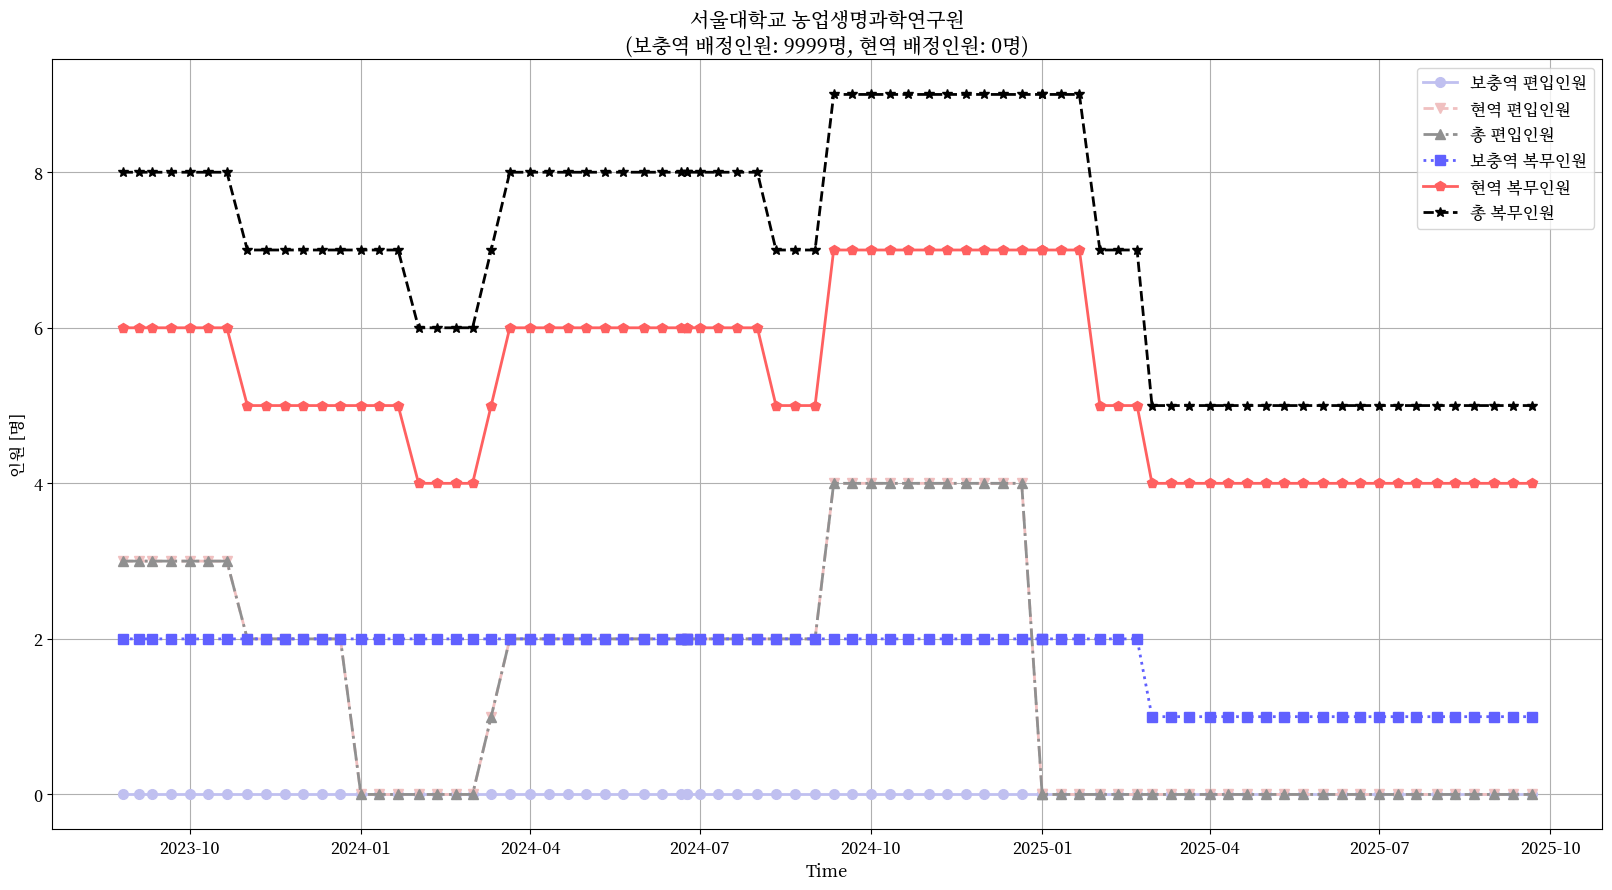 서울대학교 농업생명과학연구원
(보충역 배정인원: 9999명, 현역 배정인원: 0명)
보충역 편입인원
현역 편입인원
총 편입인원
보충역 복무인원
현역 복무인원
총 복무인원
인원 [명]
8
6
4
2
0
2023-10
2024-01
2024-04
2024-07
2024-10
2025-01
2025-04
2025-07
2025-10
Time